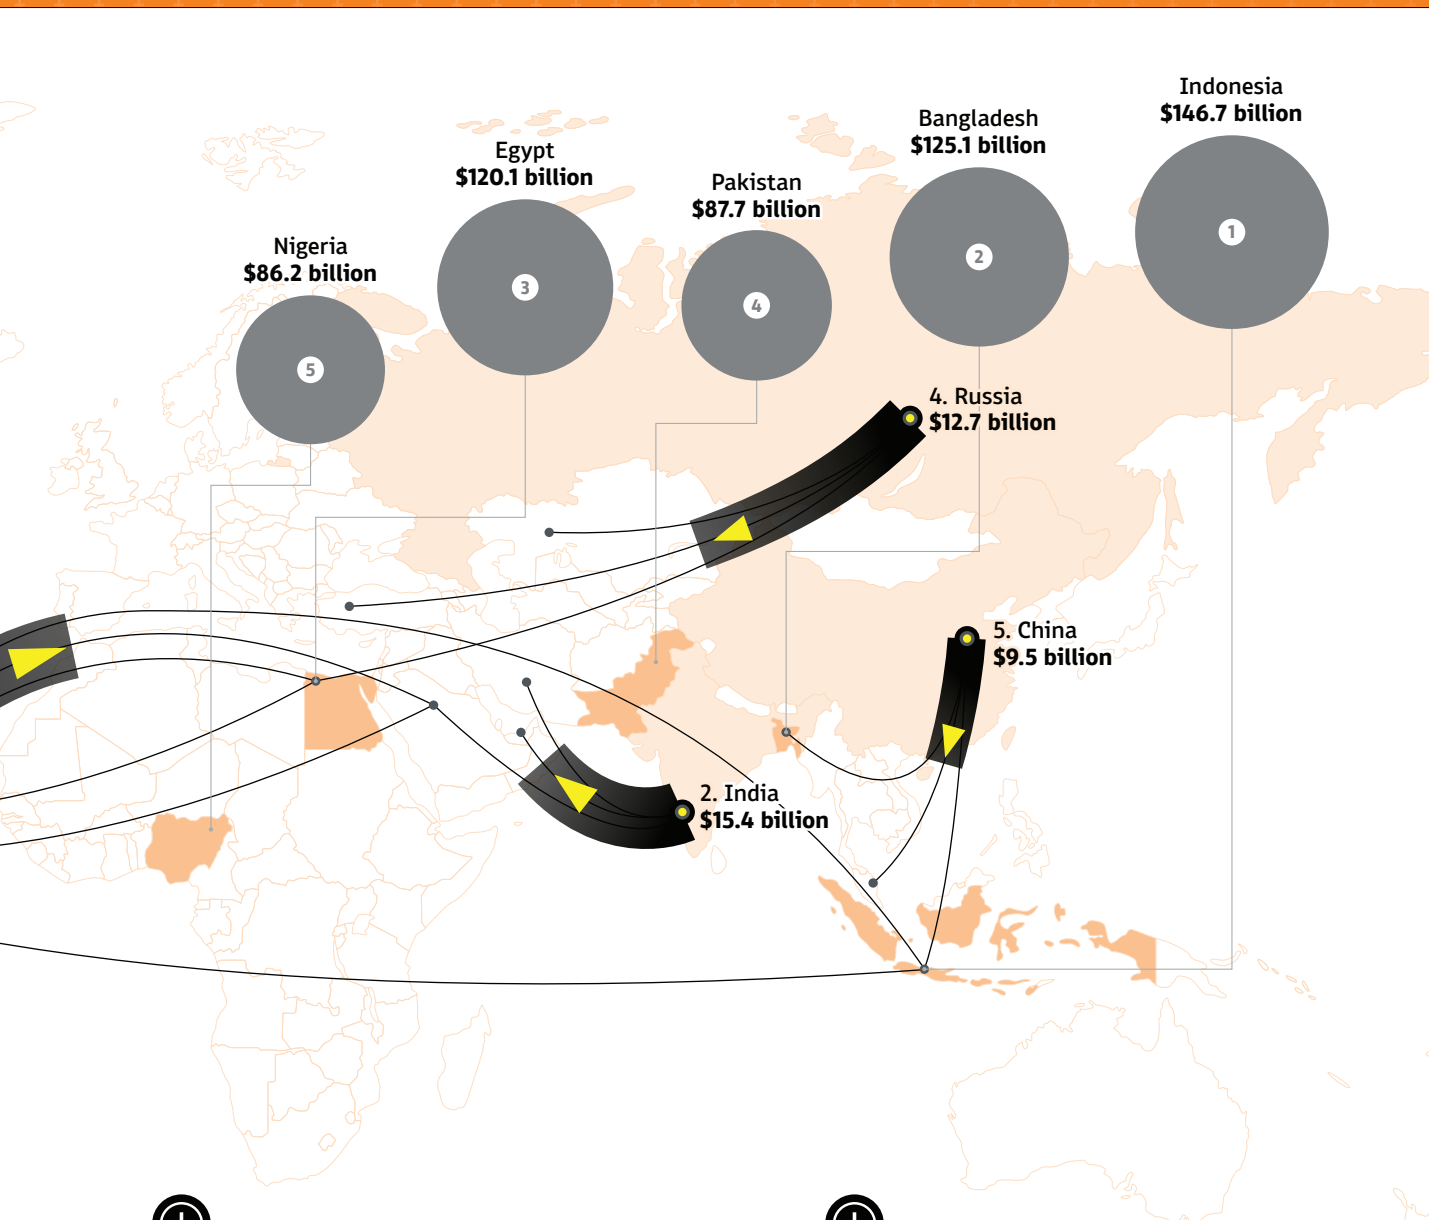 Indonesia
$146.7 billion
1
Bangladesh
$125.1 billion
2
Egypt
$120.1 billion
3
Pakistan
$87.7 billion
4
Nigeria
$86.2 billion
5
4. Russia
$12.7 billion
5. China
$9.5 billion
2. India
$15.4 billion